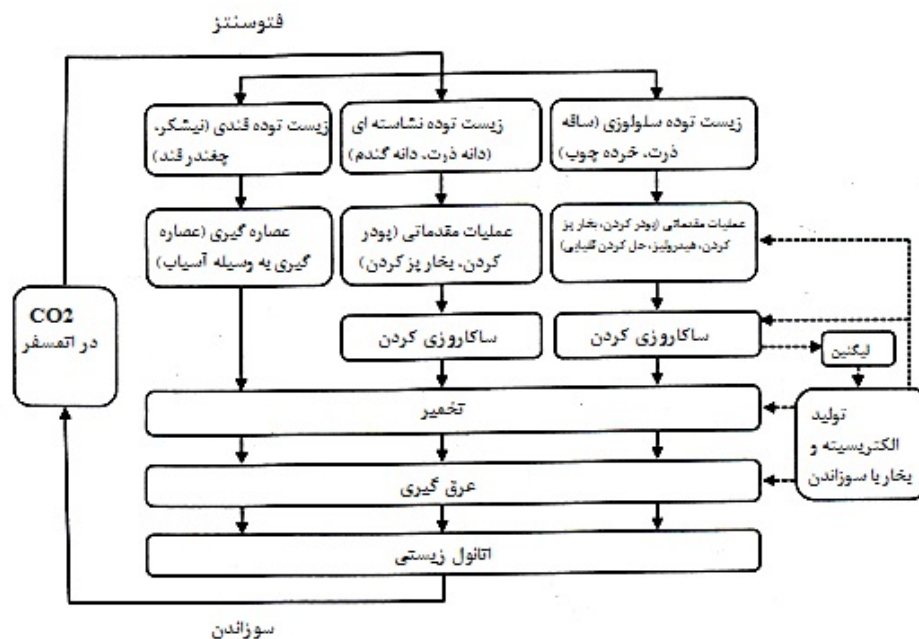 فتوسنتز
زیست توده قندی (نیشکر،
چغندر قند)
زیست توده نشاسته ای
(دانه ذرت، دانه گندم)
زیست توده سلولوزی (ساقه
ذرت، خرده چوب)
عصاره گیری (عصاره
گیری به وسیله آسیاب)
عملیات مقدماتی (پودر
کردن، بخار پز کردن)
عملیات مقدماتی (پودر کردن، بخار پز
کردن، هیدرولیز، حل کردن قلیایی)
CO2
در اتمسفر
ساکاروزی کردن
ساکاروزی کردن
لیگنین
تخمیر
تولید
الکتریسیته و
بخار با سوزاندن
عرق گیری
اتانول زیستی
سوزاندن